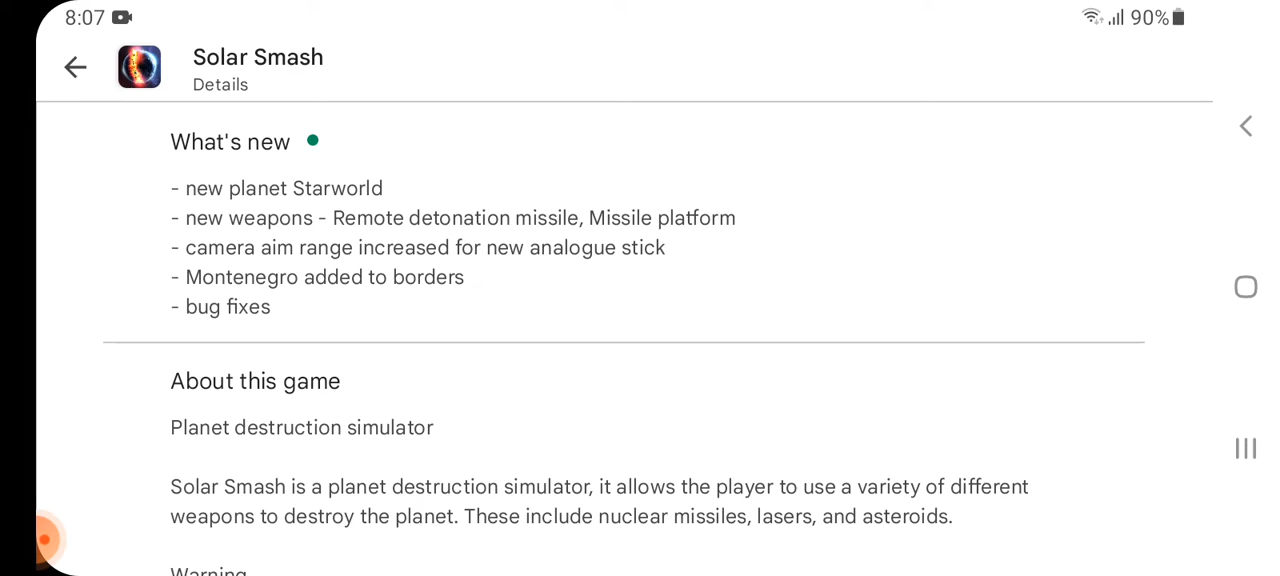 8:07
90%
Solar Smash
Details
What's new
- new planet Starworld
- new weapons - Remote detonation missile, Missile platform
- camera aim range increased for new analogue stick
- Montenegro added to borders
- bug fixes
About this game
Planet destruction simulator
Solar Smash is a planet destruction simulator, it allows the player to use a variety of different
weapons to destroy the planet. These include nuclear missiles, lasers, and asteroids.
Warning